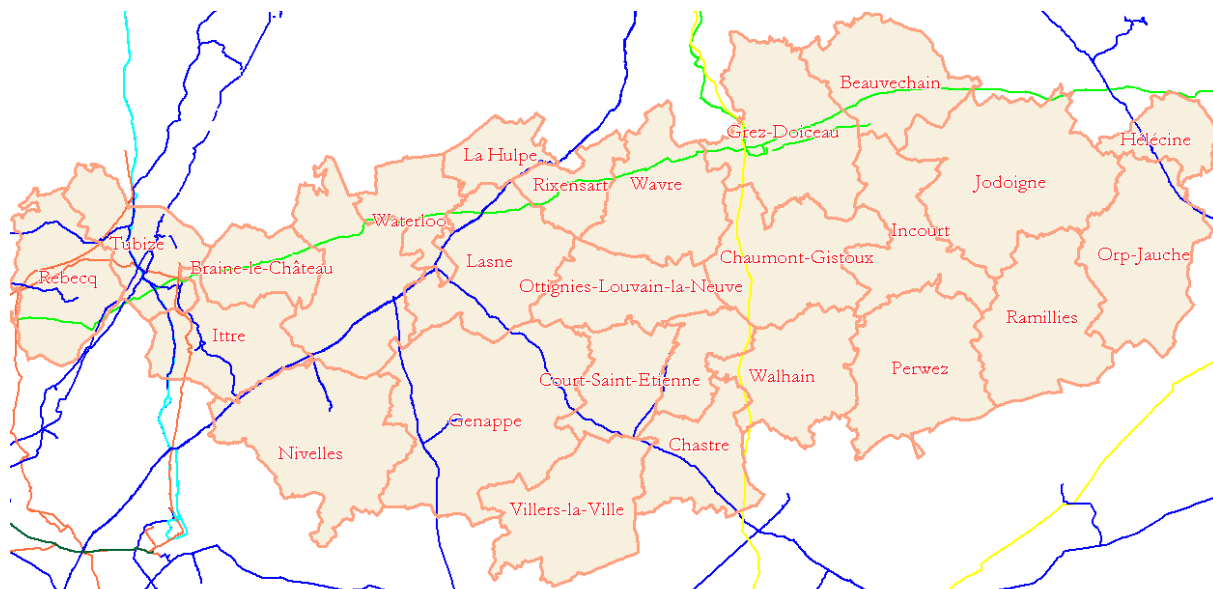 Beauvechain
Grez-Doiceau
Hélécine
La Hulpe
Rixensart
Wavre
Jodoigne
Waterloo
Incourt
Tubize
Orp-Jauche
Chaumont-Gistoux
Lasne
Braine-le-Château
Rebecq
Ottignies-Louvain-la-Neuve
Ramillies
Ittre
Perwez
Walhain
Court-Saint-Etienne
Genappe
Chastre
Nivelles
Villers-la-Ville